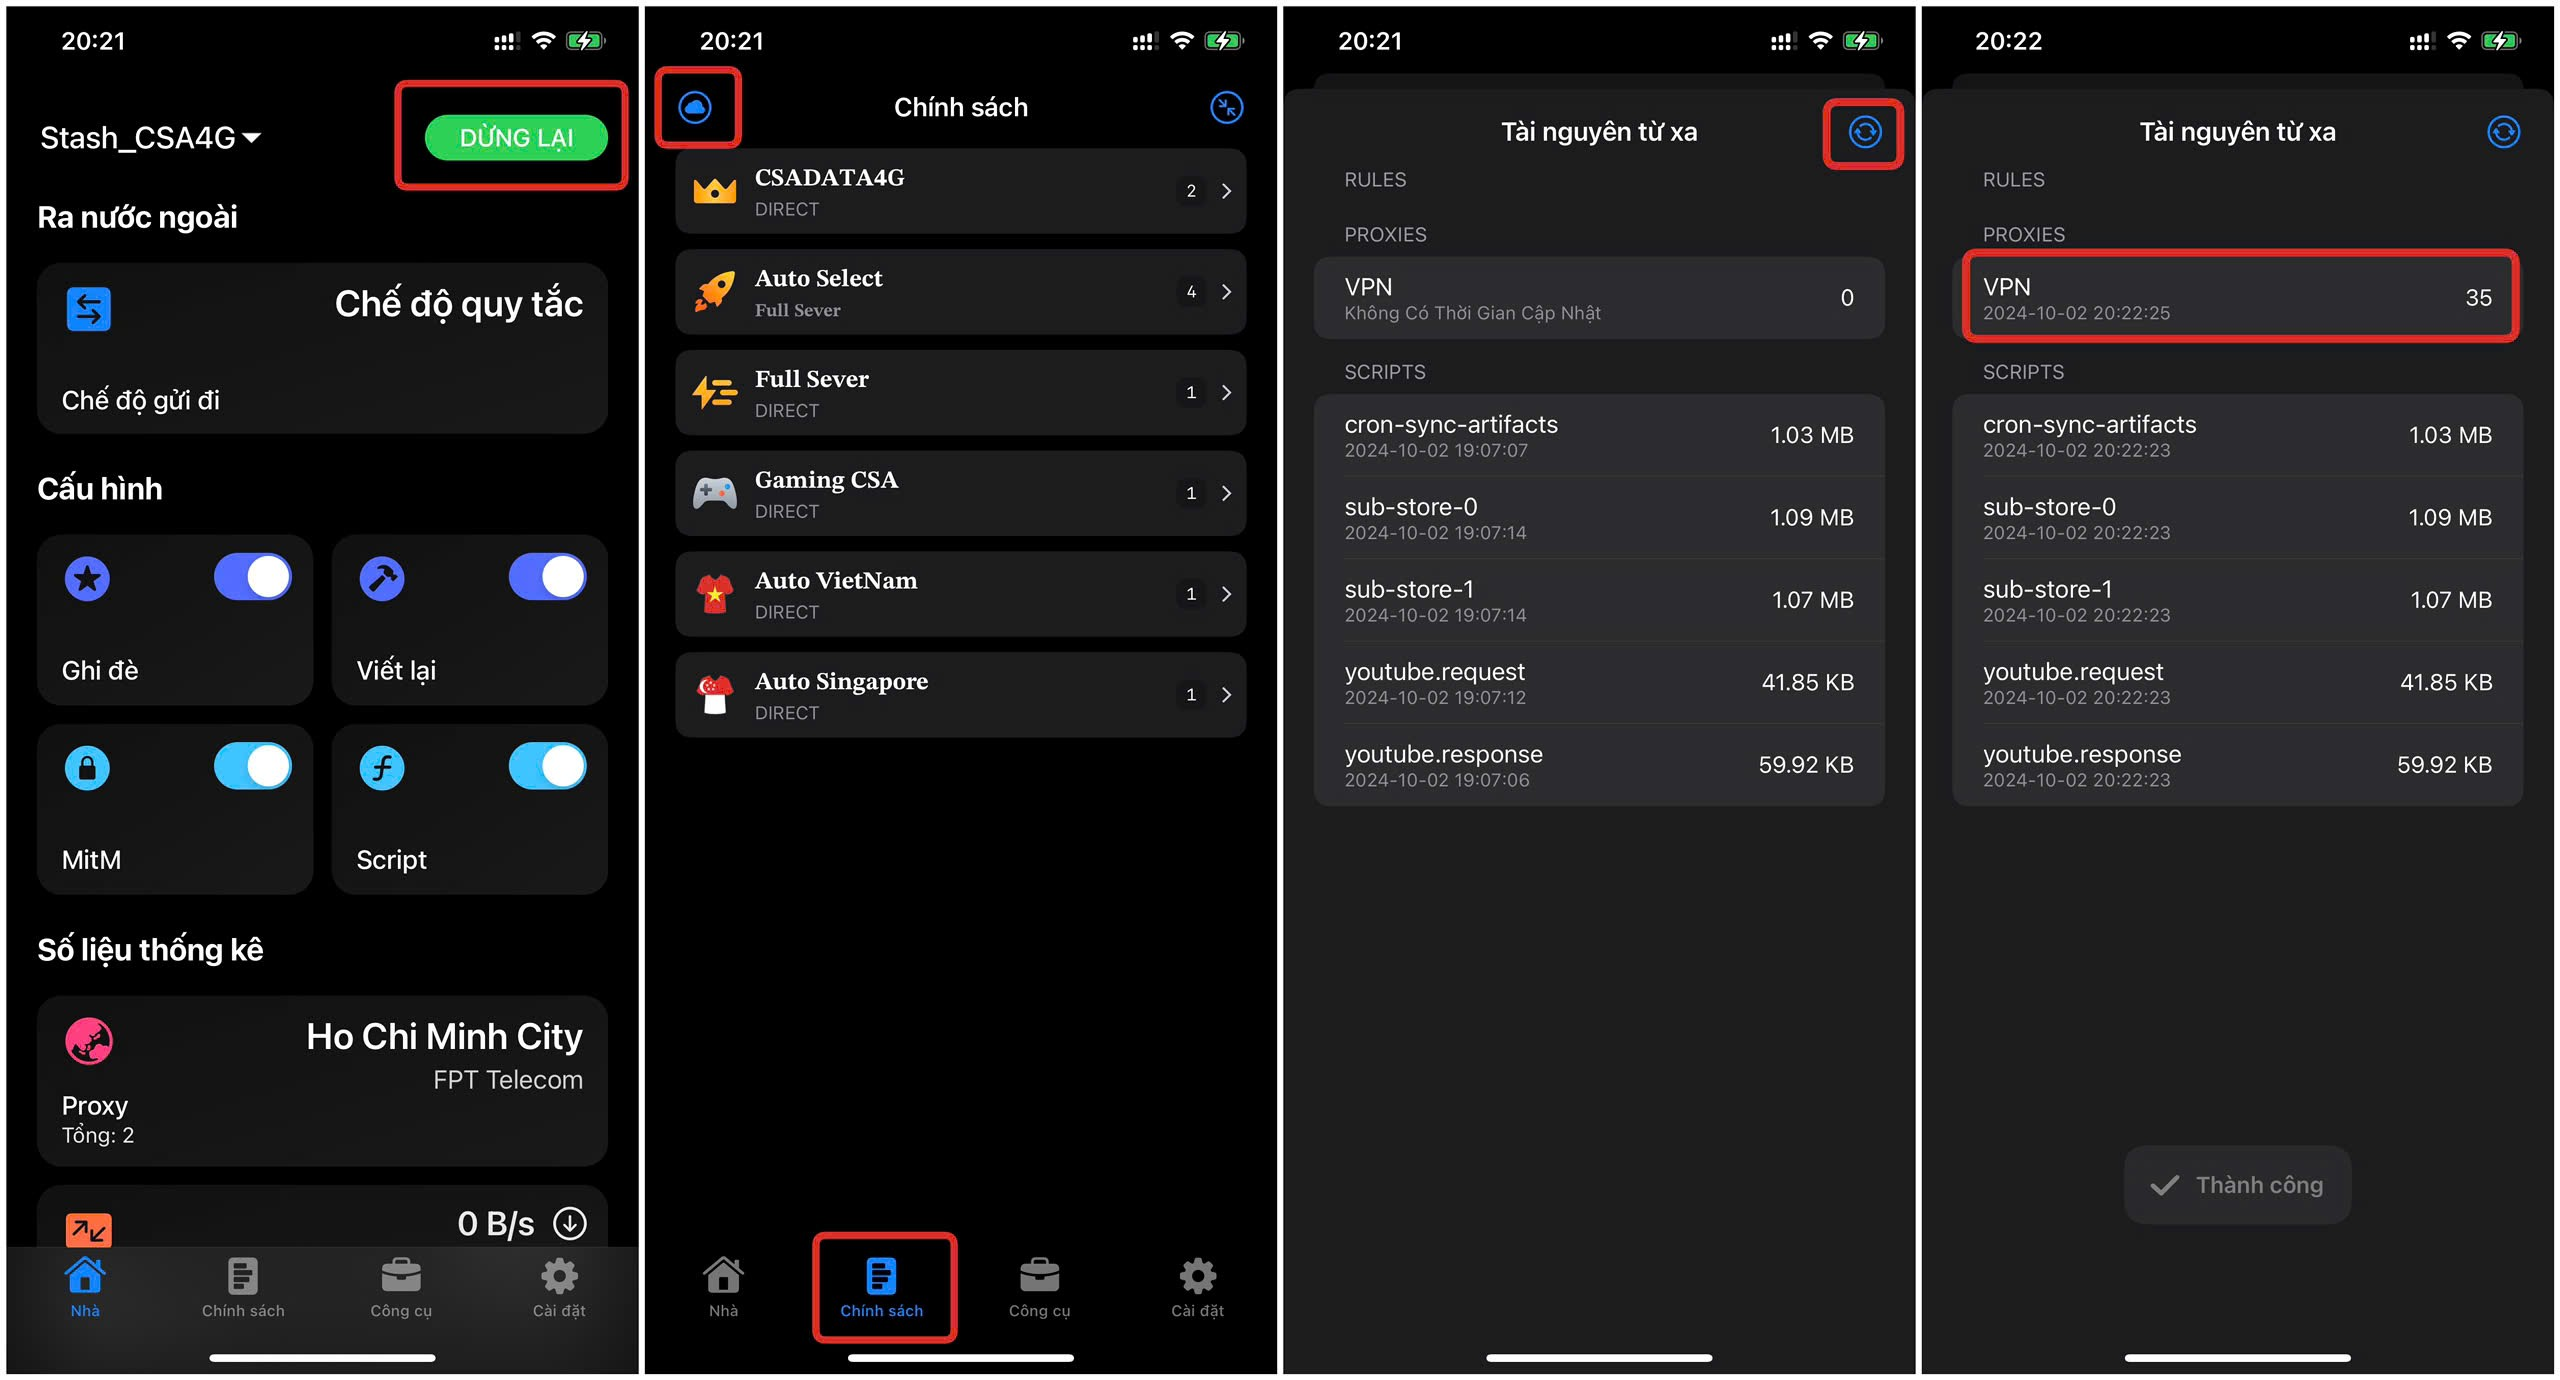 20:21
Stash_CSA4G
DỪNG LẠI
Ra nước ngoài
Chế độ quy tắc
Chế độ gửi đi
Cấu hình
Ghi đè
Viết lại
MitM
Script
Số liệu thống kê
Ho Chi Minh City
FPT Telecom
Proxy
Tổng: 2
0 B/s
Nhà
Chính sách
Công cụ
Cài đặt
20:21
Chính sách
CSADATA4G
DIRECT
2
Auto Select
Full Sever
4
Full Sever
DIRECT
1
Gaming CSA
DIRECT
1
Auto VietNam
DIRECT
1
Auto Singapore
DIRECT
1
Nhà
Chính sách
Công cụ
Cài đặt
20:21
Tài nguyên từ xa
RULES
PROXIES
VPN
Không Có Thời Gian Cập Nhật
0
SCRIPTS
cron-sync-artifacts
2024-10-02 19:07:07
1.03 MB
sub-store-0
2024-10-02 19:07:14
1.09 MB
sub-store-1
2024-10-02 19:07:14
1.07 MB
youtube.request
2024-10-02 19:07:12
41.85 KB
youtube.response
2024-10-02 19:07:06
59.92 KB
20:22
Tài nguyên từ xa
RULES
PROXIES
VPN
2024-10-02 20:22:25
35
SCRIPTS
cron-sync-artifacts
2024-10-02 20:22:23
1.03 MB
sub-store-0
2024-10-02 20:22:23
1.09 MB
sub-store-1
2024-10-02 20:22:23
1.07 MB
youtube.request
2024-10-02 20:22:23
41.85 KB
youtube.response
2024-10-02 20:22:23
59.92 KB
Thành công